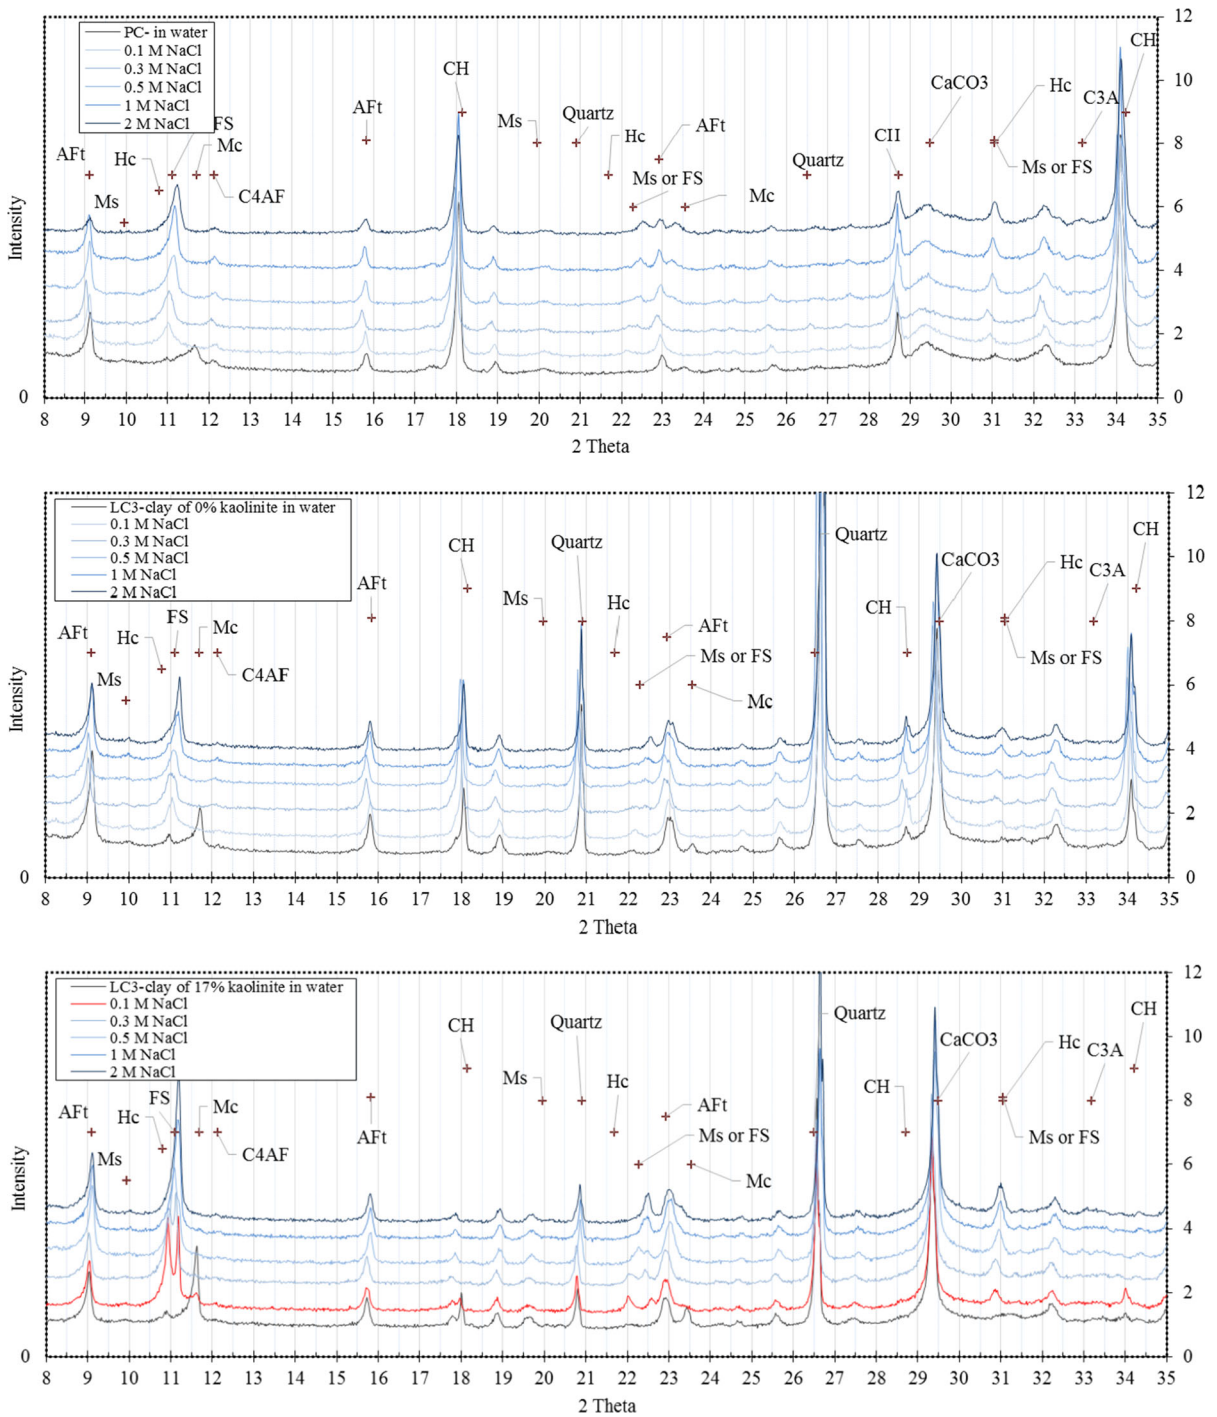 PC- in water
0.1 M NaCl
0.3 M NaCl
0.5 M NaCl
1 M NaCl
2 M NaCl
AFt
Ms
Hc
FS
Mc
C4AF
AFt
CH
Ms
Quartz
Hc
AFt
Ms or FS
Mc
Quartz
CH
CaCO3
Hc
Ms or FS
C3A
CH
Intensity
0
12
10
8
6
4
2
0
8 9 10 11 12 13 14 15 16 17 18 19 20 21 22 23 24 25 26 27 28 29 30 31 32 33 34 35
2 Theta
LC3-clay of 0% kaolinite in water
0.1 M NaCl
0.3 M NaCl
0.5 M NaCl
1 M NaCl
2 M NaCl
AFt
Ms
Hc
FS
Mc
C4AF
AFt
CH
Ms
Quartz
Hc
AFt
Ms or FS
Mc
Quartz
CH
CaCO3
Hc
Ms or FS
C3A
CH
Intensity
0
12
10
8
6
4
2
0
8 9 10 11 12 13 14 15 16 17 18 19 20 21 22 23 24 25 26 27 28 29 30 31 32 33 34 35
2 Theta
LC3-clay of 17% kaolinite in water
0.1 M NaCl
0.3 M NaCl
0.5 M NaCl
1 M NaCl
2 M NaCl
AFt
Ms
Hc
FS
Mc
C4AF
AFt
CH
Ms
Quartz
Hc
AFt
Ms or FS
Mc
Quartz
CH
CaCO3
Hc
Ms or FS
C3A
CH
Intensity
0
12
10
8
6
4
2
0
8 9 10 11 12 13 14 15 16 17 18 19 20 21 22 23 24 25 26 27 28 29 30 31 32 33 34 35
2 Theta